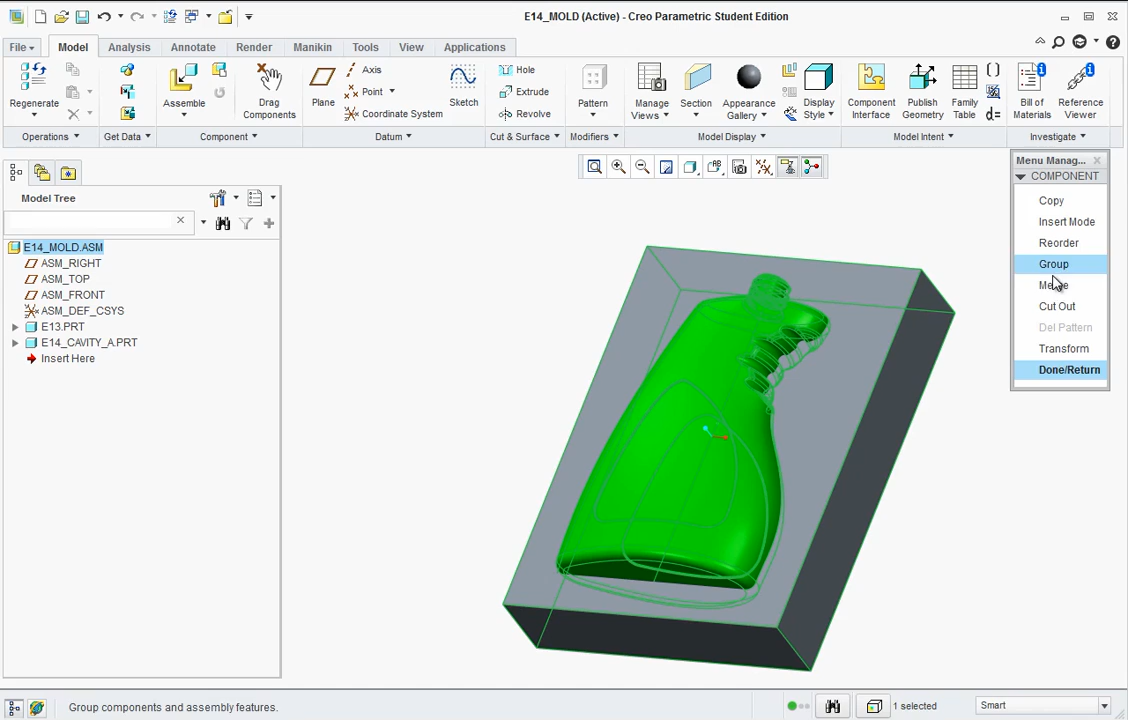 E14_MOLD (Active) - Creo Parametric Student Edition
File Model Analysis Annotate Render Manikin Tools View Applications
Regenerate
Operations
Get Data
Assemble
Drag Components
Component
Plane
Axis
Point
Coordinate System
Sketch
Datum
Hole
Extrude
Revolve
Cut & Surface
Pattern
Modifiers
Manage Views
Section
Appearance Gallery
Display Style
Model Display
Component Interface
Publish Geometry
Family Table
Model Intent
Bill of Materials
Reference Viewer
Investigate
Model Tree
E14_MOLD.ASM
ASM_RIGHT
ASM_TOP
ASM_FRONT
ASM_DEF_CSYS
E13.PRT
E14_CAVITY_A.PRT
Insert Here
Menu Manag...
COMPONENT
Copy
Insert Mode
Reorder
Group
Cut Out
Del Pattern
Transform
Done/Return
Group components and assembly features.
1 selected
Smart